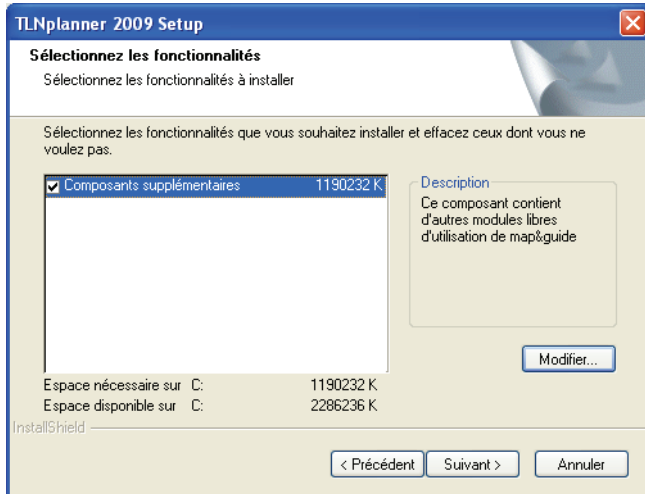 TLNplanner 2009 Setup
Sélectionnez les fonctionnalités
Sélectionnez les fonctionnalités à installer
Sélectionnez les fonctionnalités que vous souhaitez installer et effacez ceux dont vous ne
voulez pas.
Composants supplémentaires 1190232 K
Description
Ce composant contient
d'autres modules libres
d'utilisation de map&guide
Modifier...
Espace nécessaire sur C: 1190232 K
Espace disponible sur C: 2286236 K
InstallShield
< Précédent Suivant > Annuler